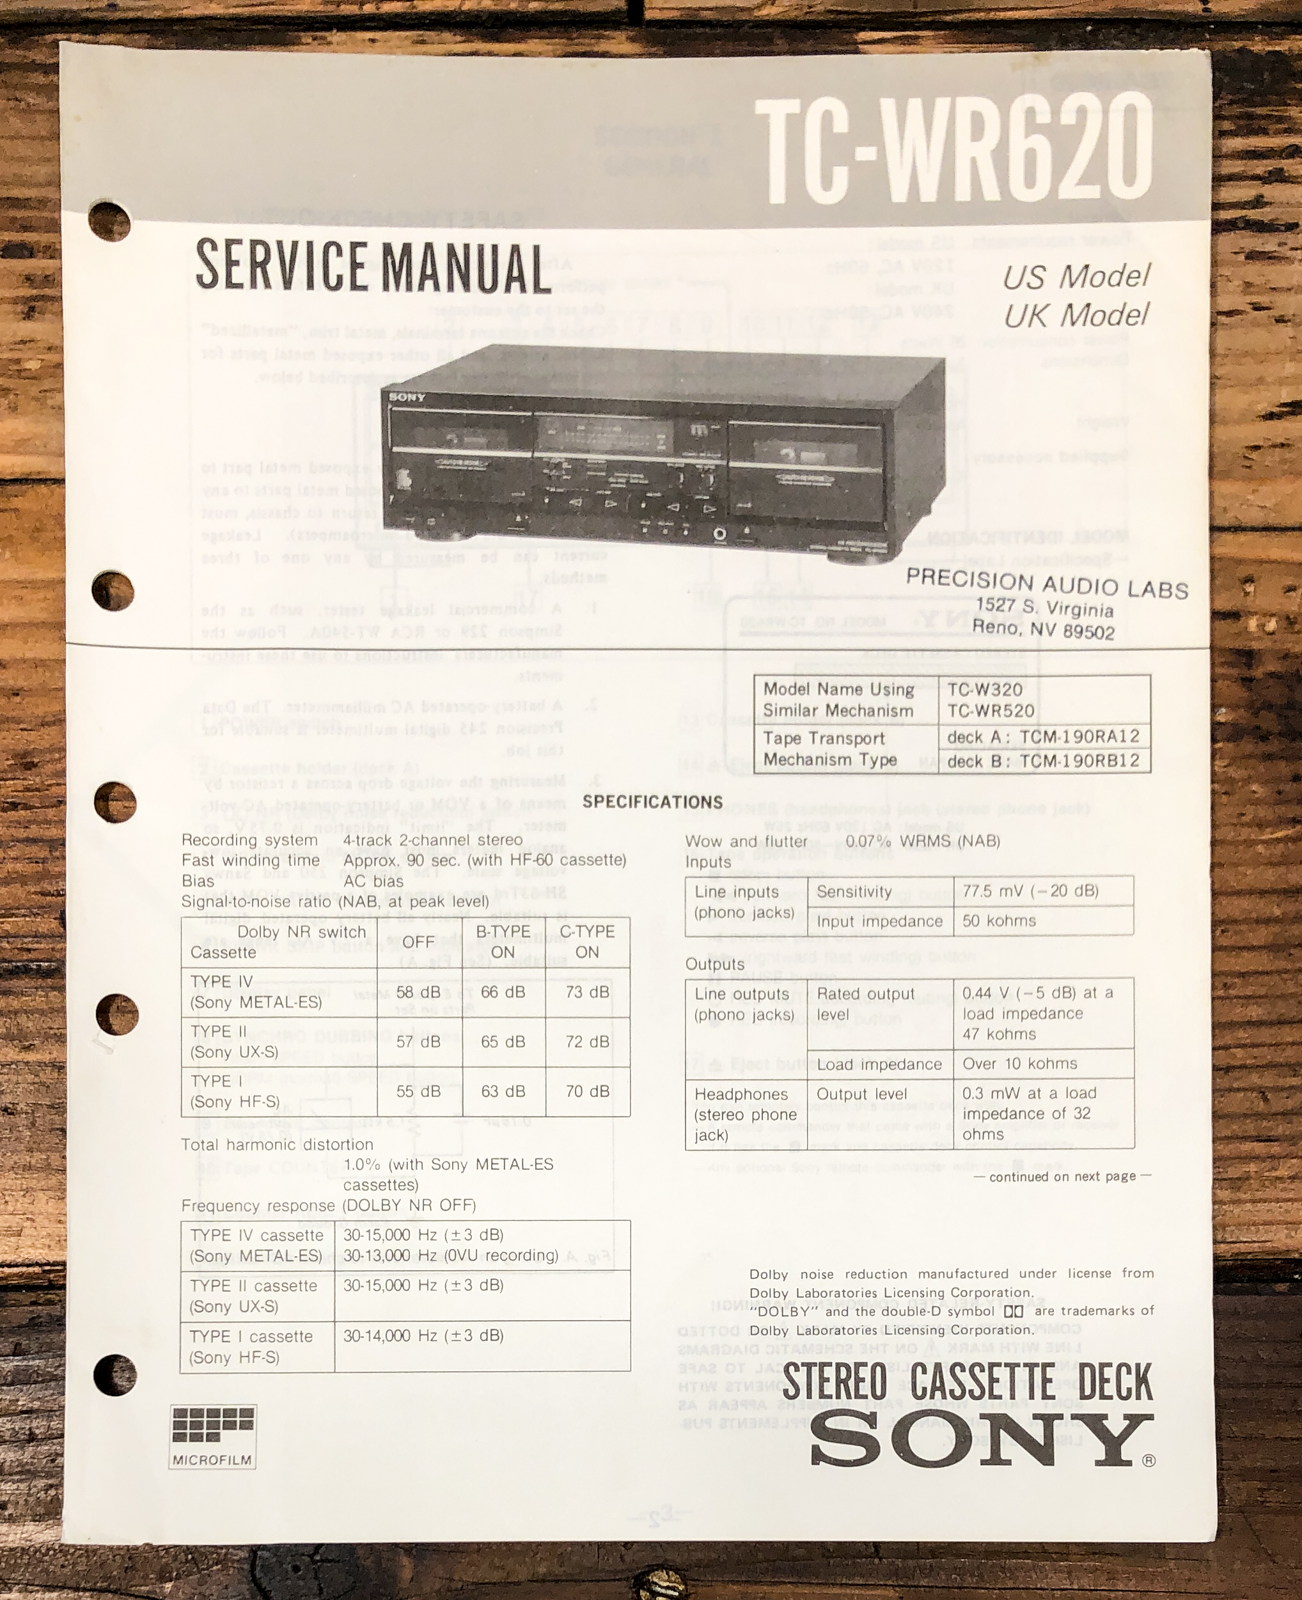 TC-WR620
SERVICE MANUAL
US Model
UK Model
SONY
PRECISION AUDIO LABS
1527 S. Virginia
Reno, NV 89502
Model Name Using Similar Mechanism
TC-W320
TC-WR520
Tape Transport Mechanism Type
deck A: TCM-190RA12
deck B: TCM-190RB12
SPECIFICATIONS
Recording system 4-track 2-channel stereo
Fast winding time Approx. 90 sec. (with HF-60 cassette)
Bias AC bias
Signal-to-noise ratio (NAB, at peak level)
Dolby NR switch
Cassette
OFF
B-TYPE ON
C-TYPE ON
TYPE IV
(Sony METAL-ES)
58 dB 66 dB 73 dB
TYPE II
(Sony UX-S)
57 dB 65 dB 72 dB
TYPE I
(Sony HF-S)
55 dB 63 dB 70 dB
Total harmonic distortion
1.0% (with Sony METAL-ES
cassettes)
Frequency response (DOLBY NR OFF)
TYPE IV cassette 30-15,000 Hz (±3 dB)
(Sony METAL-ES) 30-13,000 Hz (0VU recording)
TYPE II cassette 30-15,000 Hz (±3 dB)
(Sony UX-S)
TYPE I cassette 30-14,000 Hz (±3 dB)
(Sony HF-S)
MICROFILM
Wow and flutter 0.07% WRMS (NAB)
Inputs
Line inputs
(phono jacks)
Sensitivity 77.5 mV (−20 dB)
Input impedance 50 kohms
Outputs
Line outputs
(phono jacks)
Rated output
level
0.44 V (−5 dB) at a
load impedance
47 kohms
Load impedance Over 10 kohms
Headphones
(stereo phone
jack)
Output level
0.3 mW at a load
impedance of 32
ohms
— continued on next page —
Dolby noise reduction manufactured under license from
Dolby Laboratories Licensing Corporation.
"DOLBY" and the double-D symbol are trademarks of
Dolby Laboratories Licensing Corporation.
STEREO CASSETTE DECK
SONY®